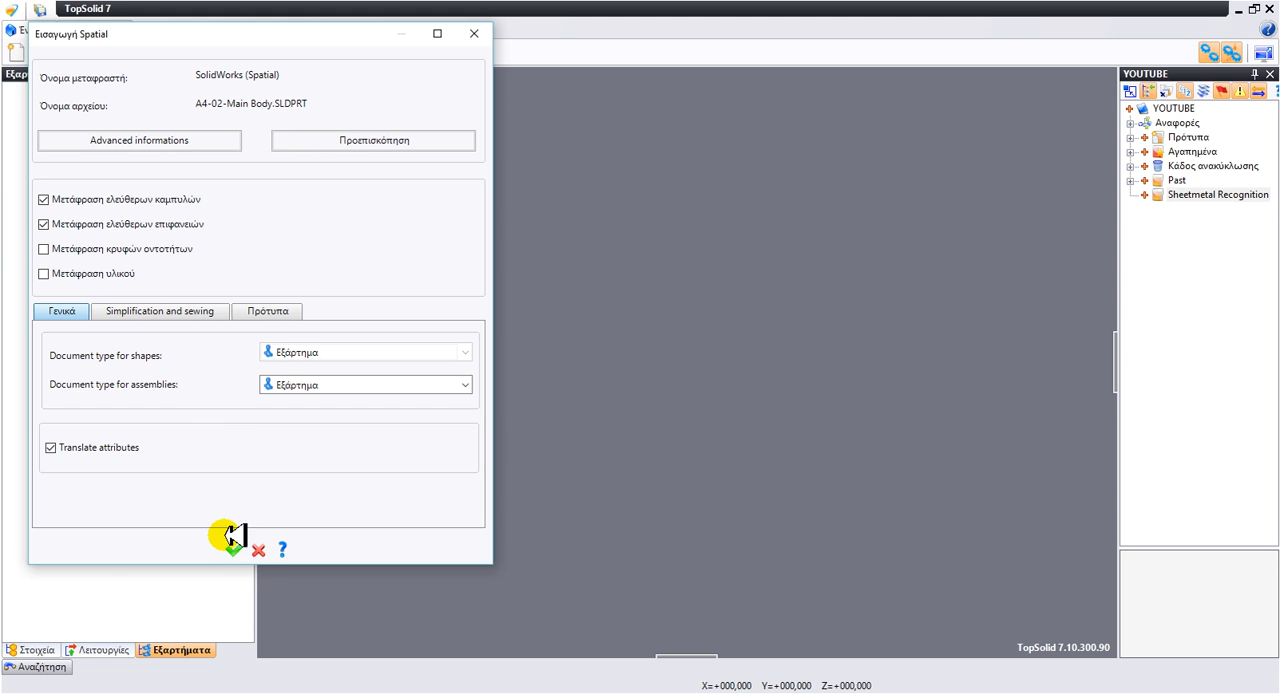 TopSolid 7
Εισαγωγή Spatial
Όνομα μεταφραστή: SolidWorks (Spatial)
Όνομα αρχείου: A4-02-Main Body.SLDPRT
Advanced informations Προεπισκόπηση
Μετάφραση ελεύθερων καμπυλών
Μετάφραση ελεύθερων επιφανειών
Μετάφραση κρυφών οντοτήτων
Μετάφραση υλικού
Γενικά Simplification and sewing Πρότυπα
Document type for shapes: Εξάρτημα
Document type for assemblies: Εξάρτημα
Translate attributes
YOUTUBE
YOUTUBE
Αναφορές
Πρότυπα
Αγαπημένα
Κάδος ανακύκλωσης
Past
Sheetmetal Recognition
TopSolid 7.10.300.90
Στοιχεία Λειτουργίες Εξαρτήματα
Αναζήτηση
X=+000,000 Y=+000,000 Z=+000,000